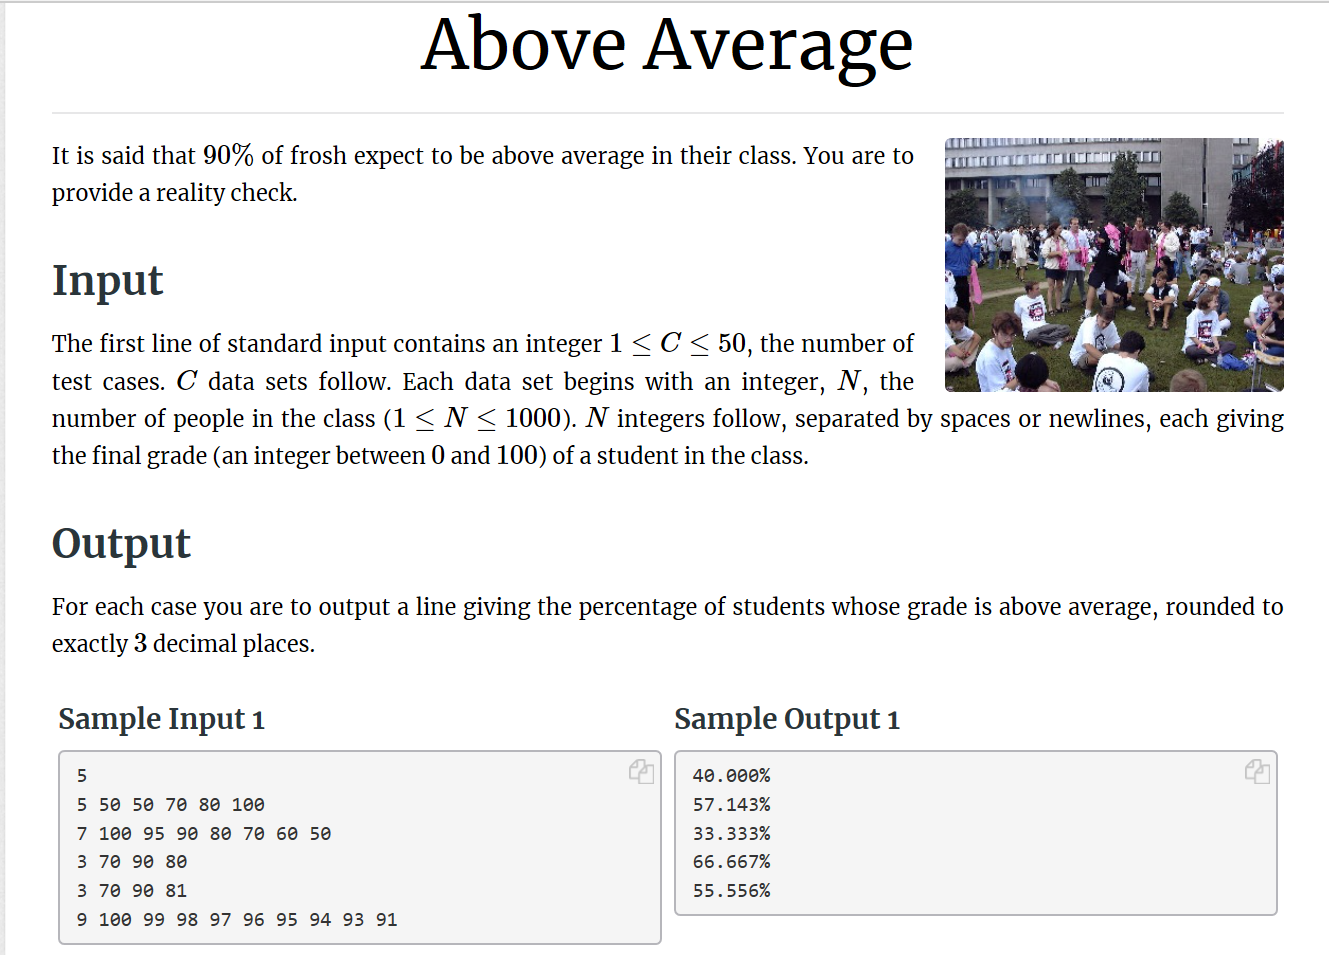 Above Average
It is said that 90% of frosh expect to be above average in their class. You are to
provide a reality check.
Input
The first line of standard input contains an integer 1 ≤ C ≤ 50, the number of
test cases. C data sets follow. Each data set begins with an integer, N, the
number of people in the class (1 ≤ N ≤ 1000). N integers follow, separated by spaces or newlines, each giving
the final grade (an integer between 0 and 100) of a student in the class.
Output
For each case you are to output a line giving the percentage of students whose grade is above average, rounded to
exactly 3 decimal places.
Sample Input 1
5
5 50 50 70 80 100
7 100 95 90 80 70 60 50
3 70 90 80
3 70 90 81
9 100 99 98 97 96 95 94 93 91
Sample Output 1
40.000%
57.143%
33.333%
66.667%
55.556%